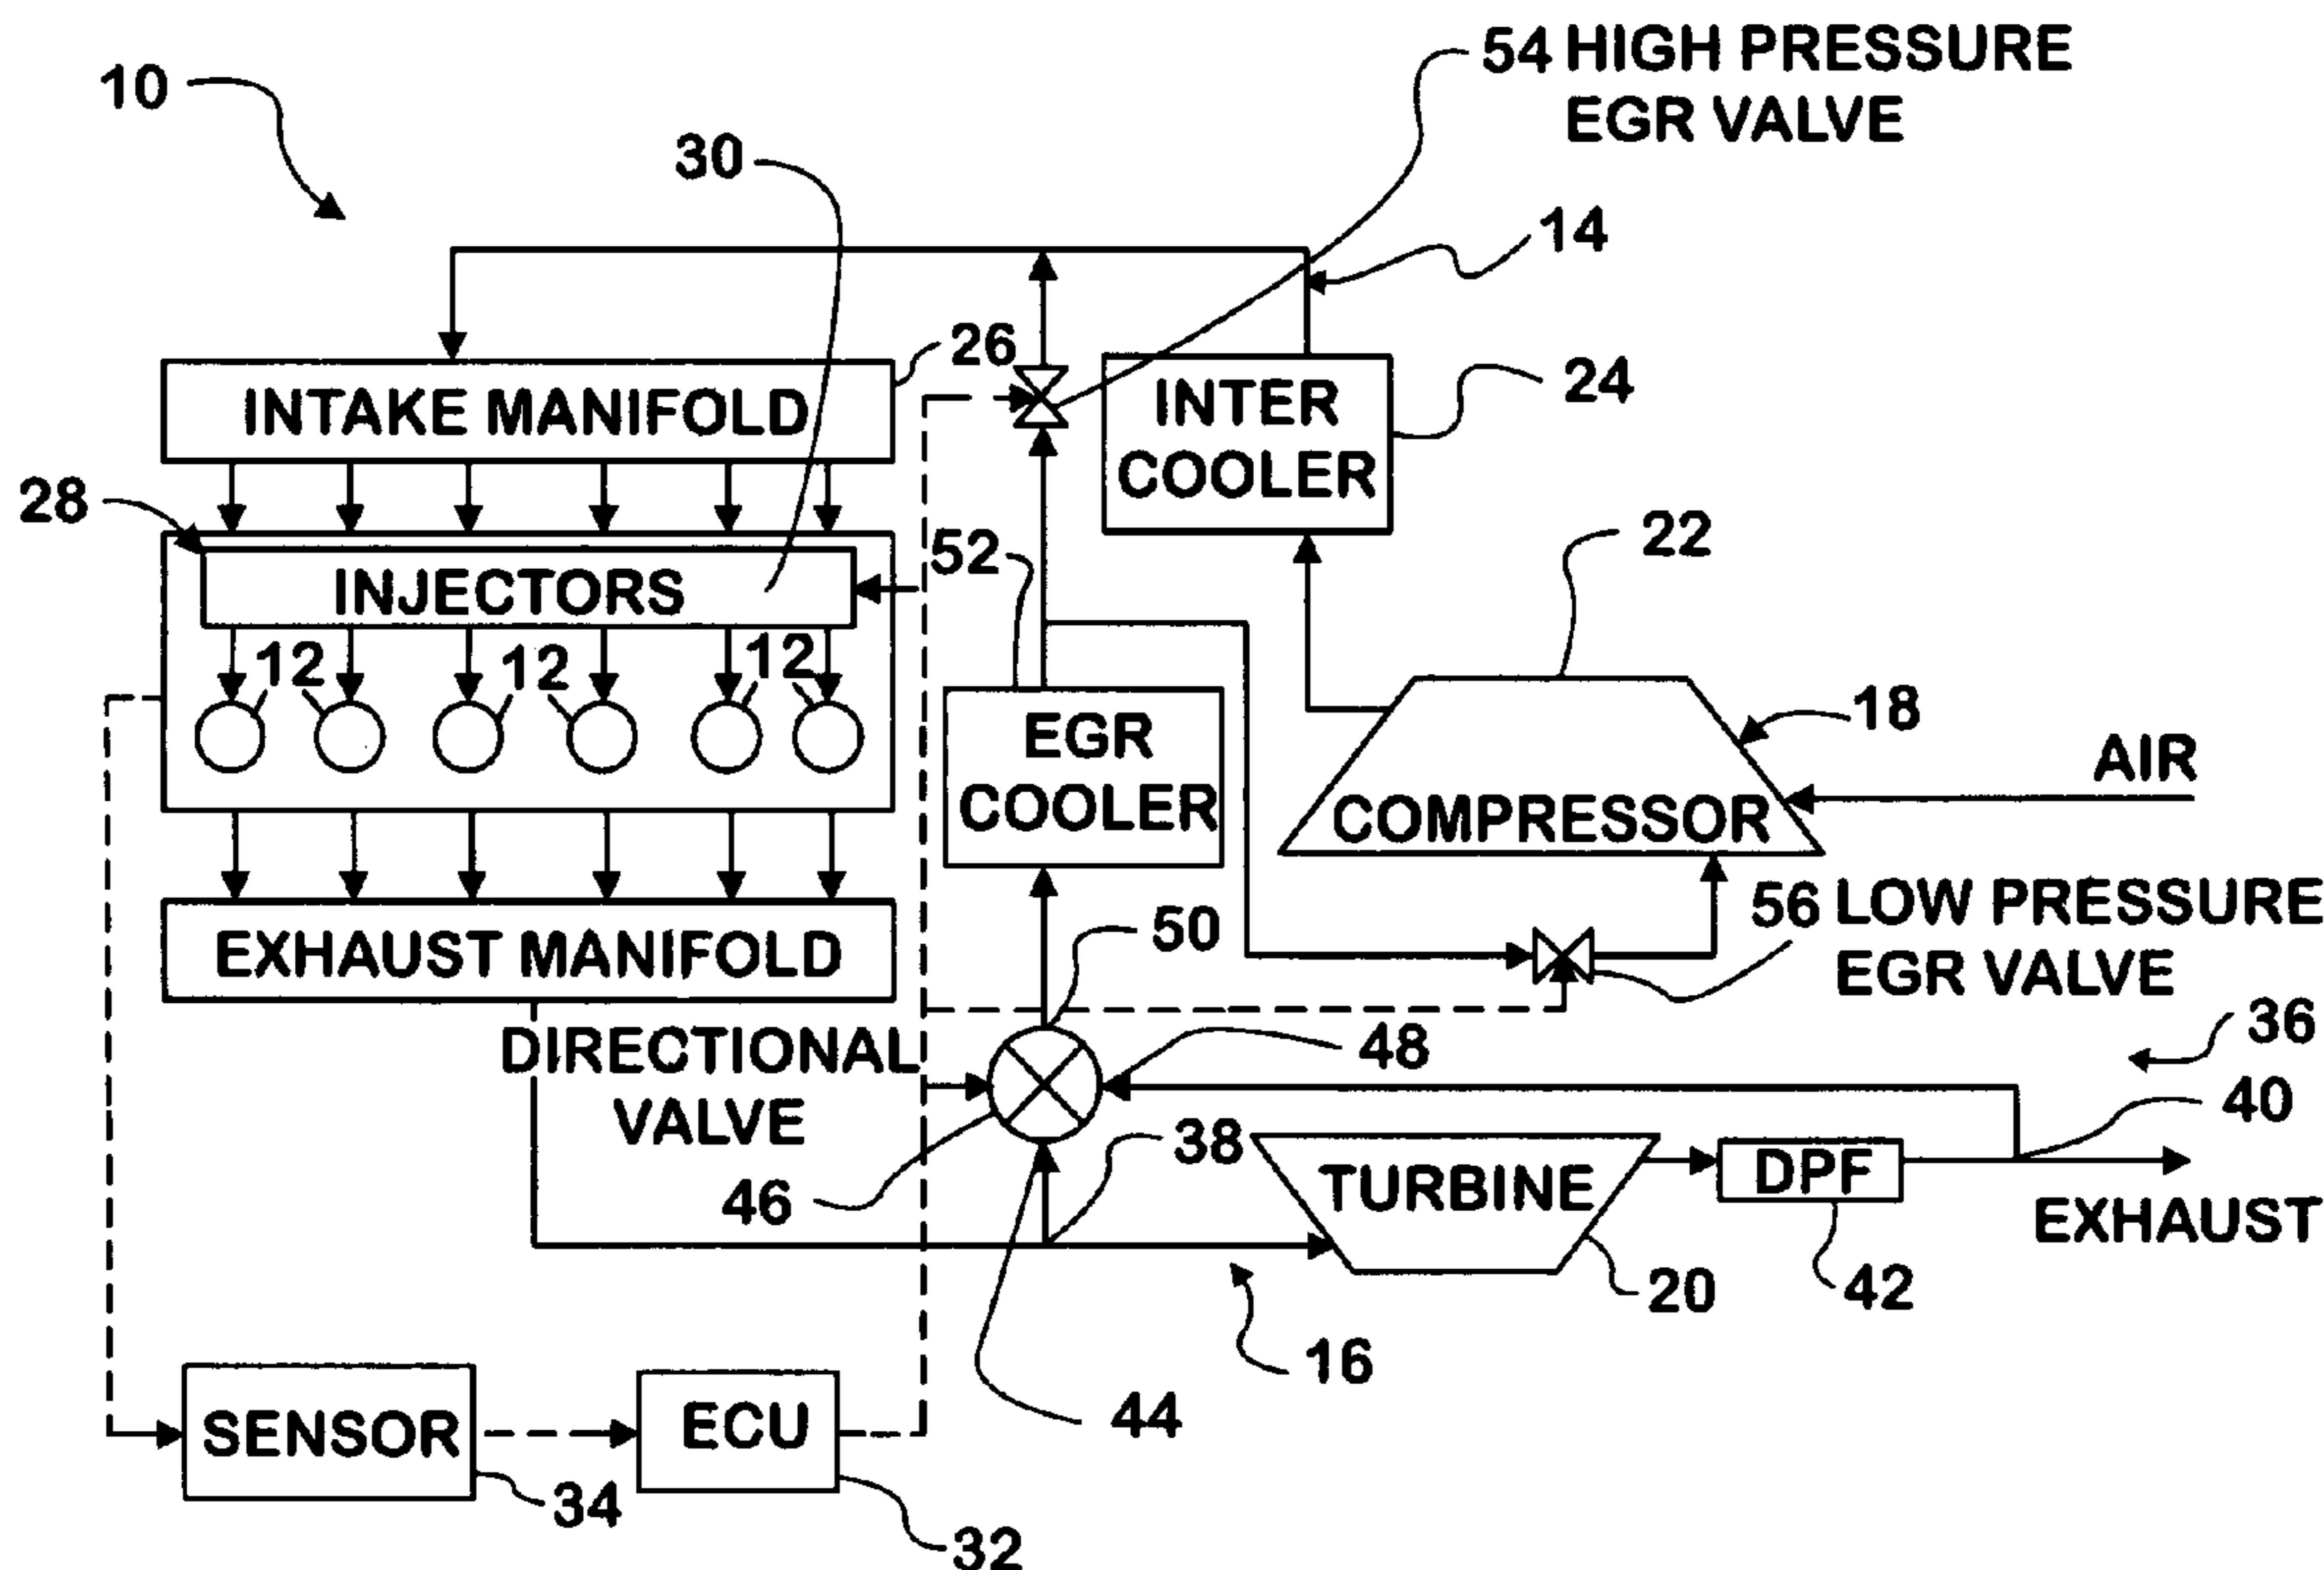 10
54 HIGH PRESSURE
EGR VALVE
30
14
26
INTAKE MANIFOLD
INTER
COOLER
24
28
52
22
INJECTORS
12 12 12
18
EGR
COOLER
AIR
COMPRESSOR
50
56 LOW PRESSURE
EGR VALVE
EXHAUST MANIFOLD
36
DIRECTIONAL
VALVE
48
40
38
46
TURBINE
DPF
EXHAUST
20
42
16
44
SENSOR
ECU
34
32